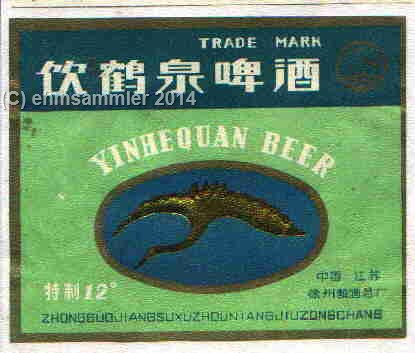 TRADE MARK
饮鹤泉啤酒
(C) ehmsammler 2014
YINHEQUAN BEER
特制12°
中国 江苏
徐州酿酒总厂
ZHONGGUOJIANGSUXUZHOUNIANGJIUZONGCHANG